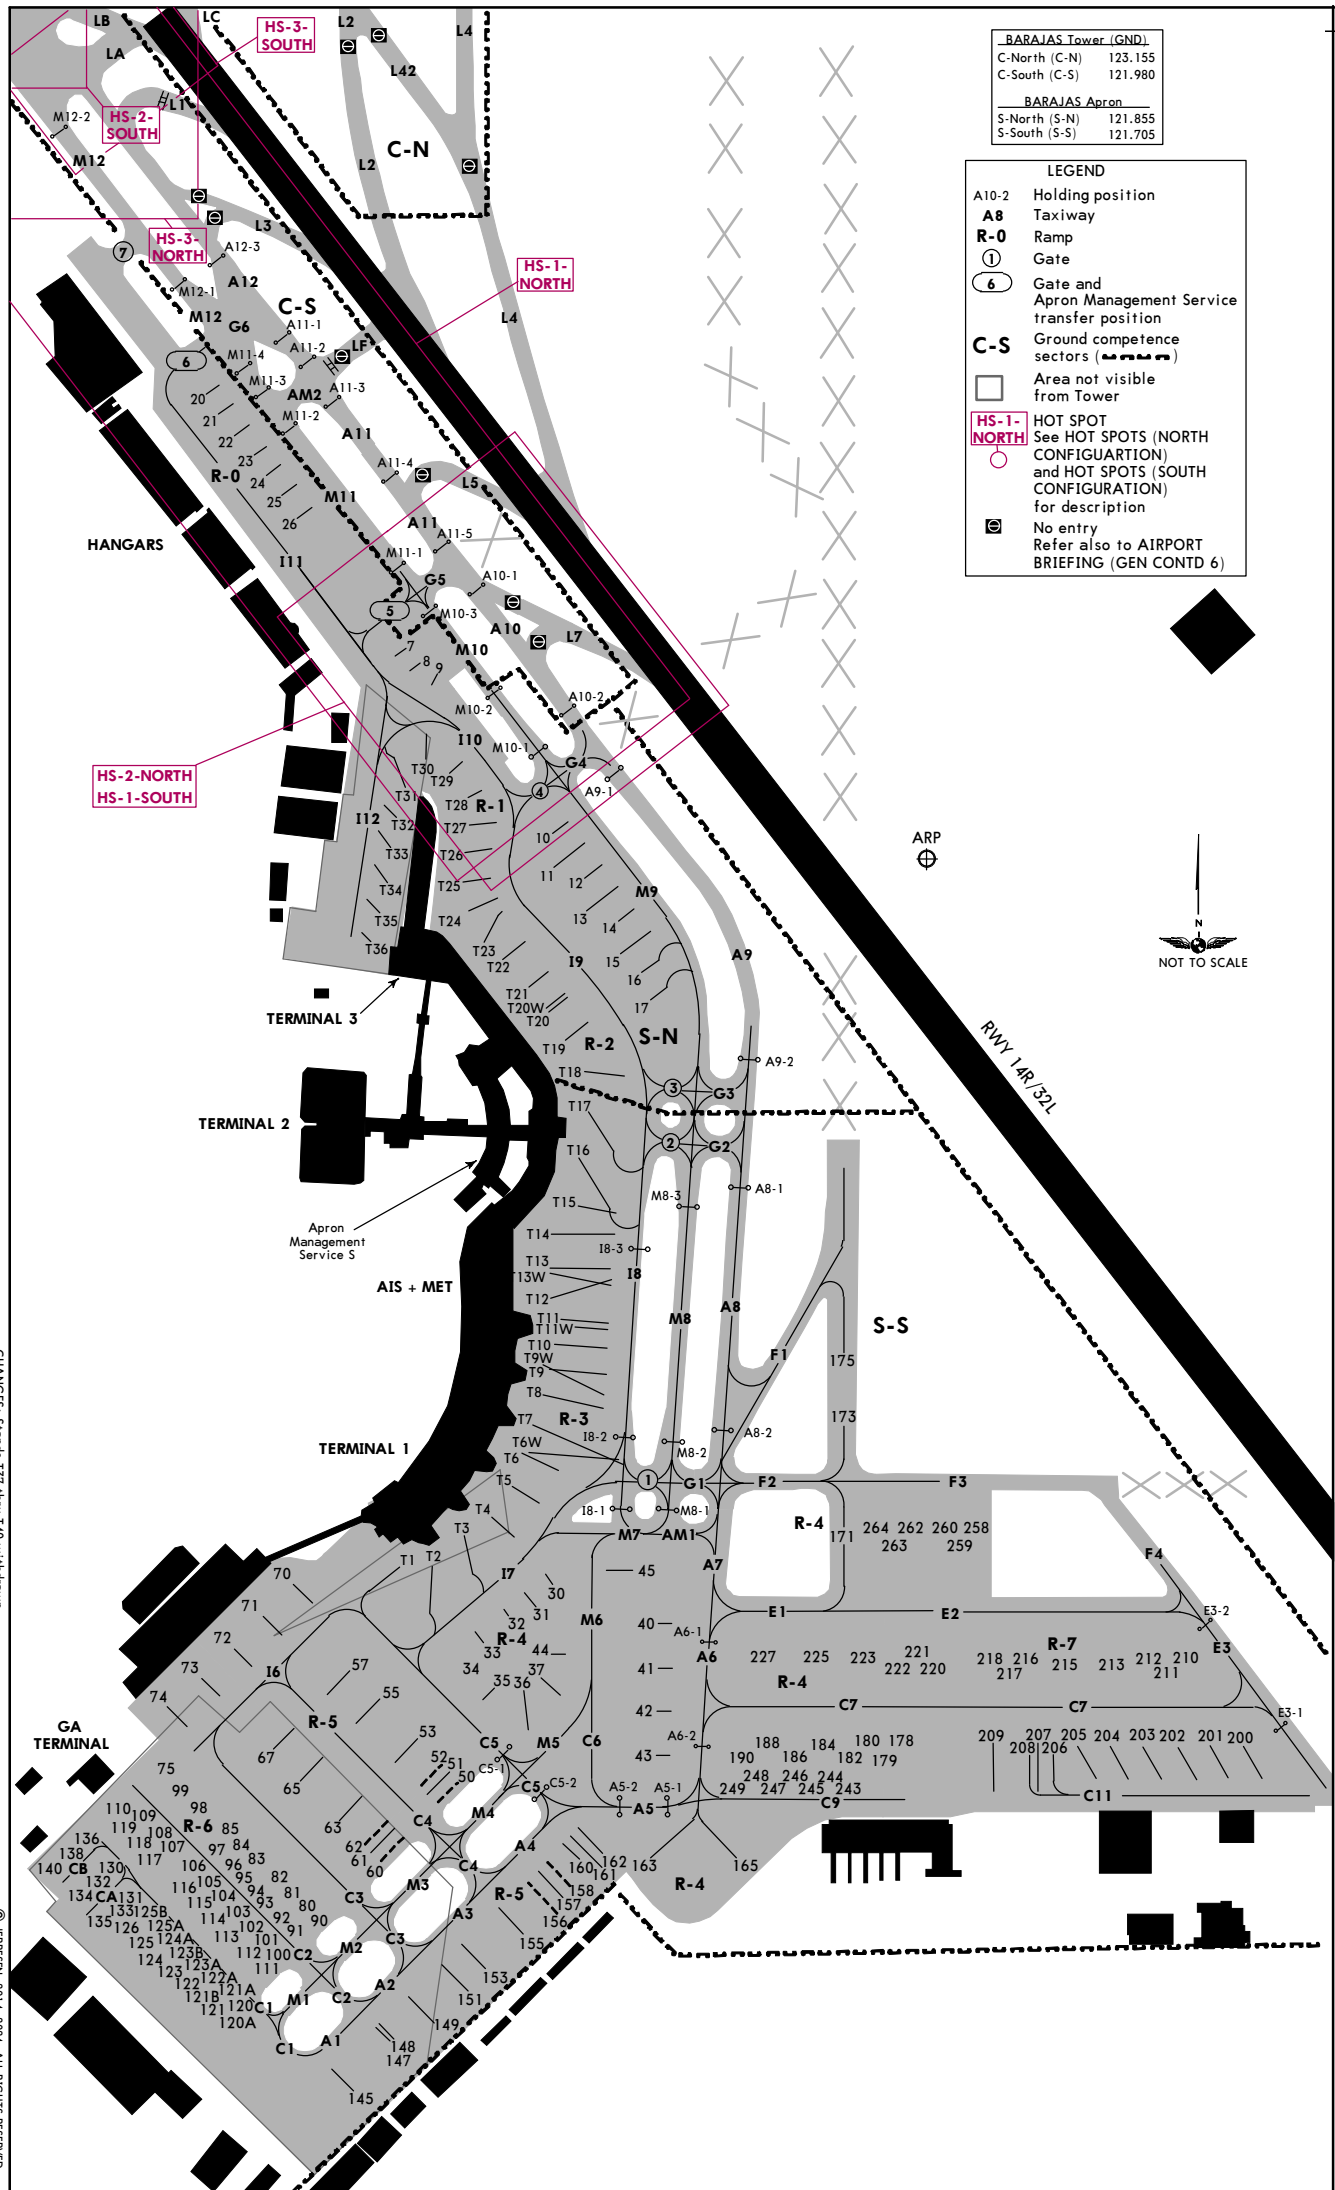 BARAJAS Tower (GND)
C-North (C-N) 123.155
C-South (C-S) 121.980
BARAJAS Apron
S-North (S-N) 121.855
S-South (S-S) 121.705
LEGEND
A10-2 Holding position
A8 Taxiway
R-0 Ramp
1 Gate
6 Gate and
Apron Management Service
transfer position
C-S Ground competence
sectors ( )
Area not visible
from Tower
HS-1-
NORTH
HOT SPOT
See HOT SPOTS (NORTH
CONFIGUARTION)
and HOT SPOTS (SOUTH
CONFIGURATION)
for description
No entry
Refer also to AIRPORT
BRIEFING (GEN CONTD 6)
LB
LC
LA
HS-3-
SOUTH
L2
L4
L42
L1
HS-2-
SOUTH
M12-2
M12
C-N
L2
L3
HS-3-
NORTH
7
A12-3
A12
M12-1
C-S
HS-1-
NORTH
L4
M12
G6
A11-1
A11-2
LF
6
M11-4
M11-3
AM2
A11-3
M11-2
A11
20
21
22
23
24
25
26
R-0
A11-4
L5
M11
A11
A11-5
HANGARS
I11
M11-1
G5
A10-1
5
M10-3
A10
L7
M10
7
8
9
M10-2
A10-2
I10
M10-1
G4
4
A9-1
HS-2-NORTH
HS-1-SOUTH
T30
T29
T31
T28
R-1
I12
T32
T27
10
T33
T26
11
12
T34
T25
M9
T35
T24
13
14
T36
T23
T22
I9
15
16
A9
T21
T20W
T20
17
TERMINAL 3
T19
R-2
S-N
T18
3
A9-2
G3
ARP
N
NOT TO SCALE
RWY 14R/32L
T17
TERMINAL 2
2
G2
T16
M8-3
A8-1
T15
T14
I8-3
Apron
Management
Service S
T13
T13W
I8
T12
AIS + MET
T11
T11W
M8
A8
S-S
T10
T9W
T9
F1
175
T8
T7
R-3
173
I8-2
A8-2
T6W
M8-2
TERMINAL 1
T6
T5
1
G1
F2
F3
T4
I8-1
M8-1
T3
M7
AM1
R-4
171
264 262 260 258
263 259
T1
T2
F4
I7
45
A7
70
30
71
31
M6
E1
E2
E3-2
32
40
72
R-4
A6-1
E3
33
44
A6
R-7
227 225 223 221
222 220
218 216
217
215 213 212 210
211
34
35
36
37
41
R-4
57
73
I6
55
74
42
C7
C7
R-5
53
E3-1
GA
TERMINAL
C5
M5
C6
A6-2
67
52
51
50
C5-1
43
188 184 180 178
190 186 182 179
209 207 205 204 203 202 201 200
208 206
65
C5
C5-2
248 246 244
249 247 245 243
75
A5-2
A5-1
A5
C9
C11
99
98
63
C4
M4
110
109
R-6
85
119
108
62
61
60
A4
136
118
107
97
84
138
117
83
C4
160
162
161
163
165
140
CB
130
106
96
82
M3
R-5
158
R-4
132
116
105
95
81
C3
157
134
CA
131
115
104
94
80
A3
156
133
125B
103
93
90
135
126
125A
114
102
92
91
C3
155
125
124A
113
101
M2
124
123B
112
100
C2
153
123
123A
111
122
122A
A2
151
121B
121A
M1
C2
121
120
C1
149
120A
A1
148
C1
147
145